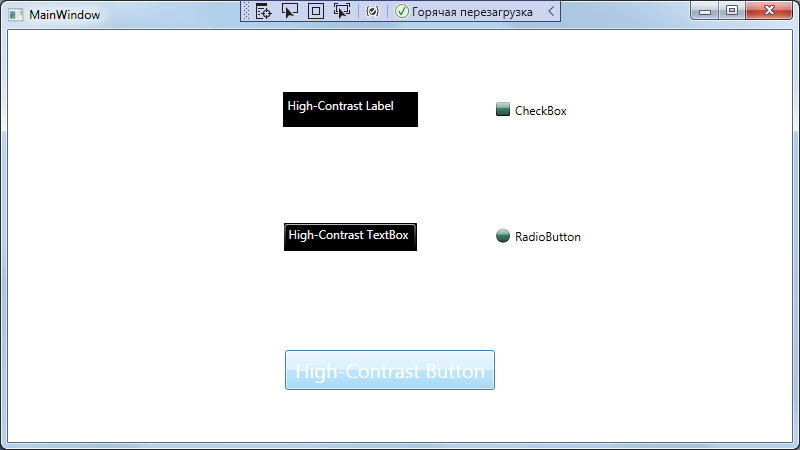 MainWindow
Горячая перезагрузка
High-Contrast Label
CheckBox
High-Contrast TextBox
RadioButton
High-Contrast Button